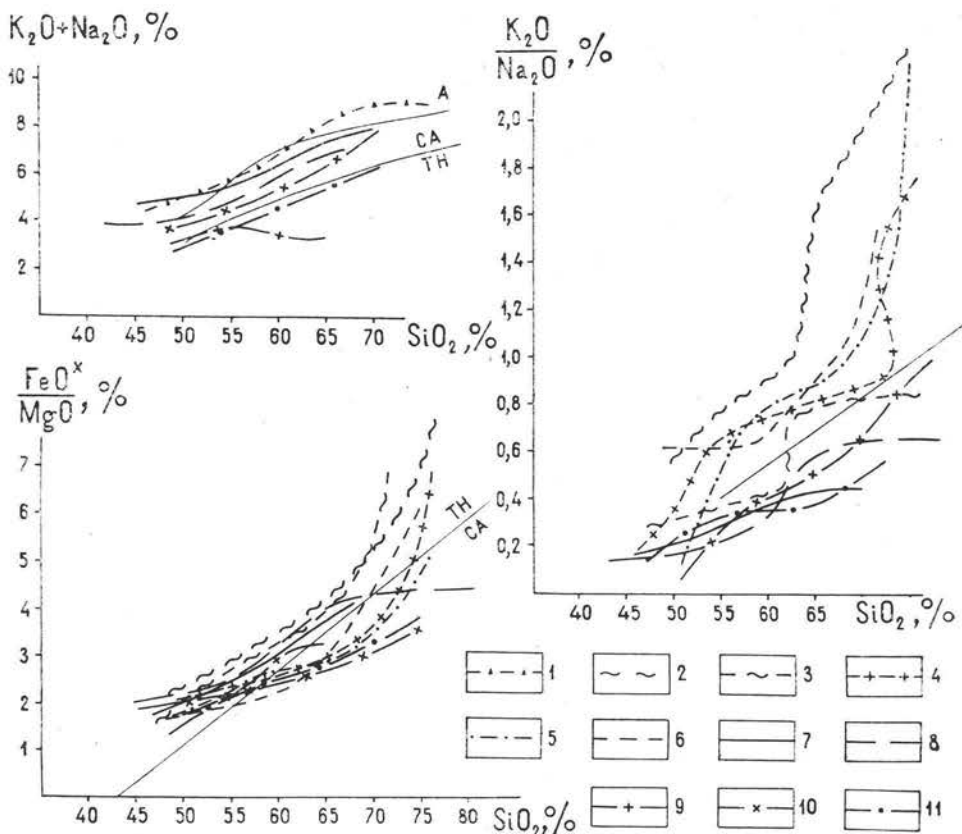 K₂O+Na₂O, %
10
8
6
4
2
A
CA
TH
40 45 50 55 60 65 70 SiO₂, %
FeOˣ
MgO , %
7
6
5
4
3
2
1
TH
CA
40 45 50 55 60 65 70 75 80 SiO₂, %
K₂O
Na₂O , %
2,0
1,8
1,6
1,4
1,2
1,0
0,8
0,6
0,4
0,2
40 45 50 55 60 65 SiO₂, %
1 2 3 4
5 6 7 8
9 10 11